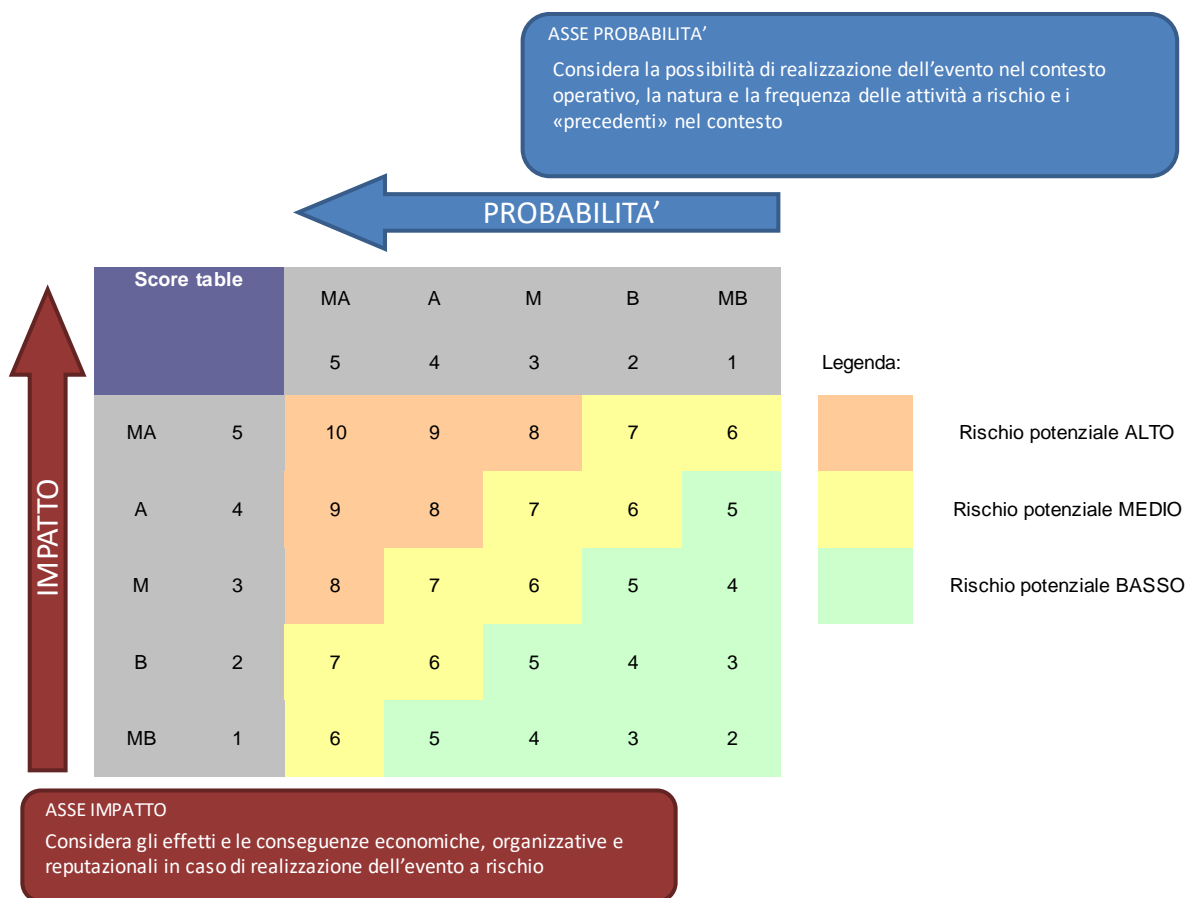 ASSE PROBABILITA’
Considera la possibilità di realizzazione dell’evento nel contesto
operativo, la natura e la frequenza delle attività a rischio e i
«precedenti» nel contesto
PROBABILITA’
Score table
MA A M B MB
5 4 3 2 1
Legenda:
MA 5 10 9 8 7 6
Rischio potenziale ALTO
A 4 9 8 7 6 5
Rischio potenziale MEDIO
M 3 8 7 6 5 4
Rischio potenziale BASSO
B 2 7 6 5 4 3
MB 1 6 5 4 3 2
IMPATTO
ASSE IMPATTO
Considera gli effetti e le conseguenze economiche, organizzative e
reputazionali in caso di realizzazione dell’evento a rischio